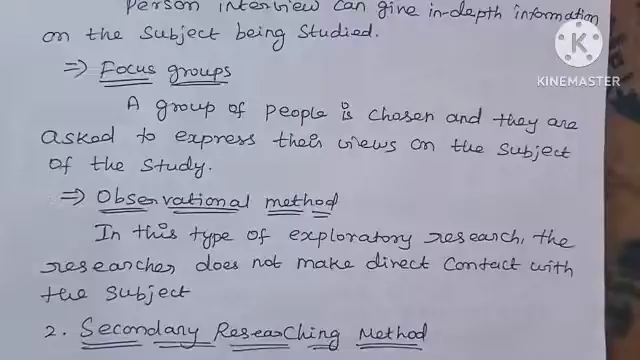 Person interview can give in-depth information
on the subject being studied.
⇒ Focus groups
A group of people is chosen and they are
asked to express their views on the subject
of the study.
⇒ Observational method
In this type of exploratory research, the
researcher does not make direct contact with
the subject
2. Secondary Researching Method
KINEMASTER